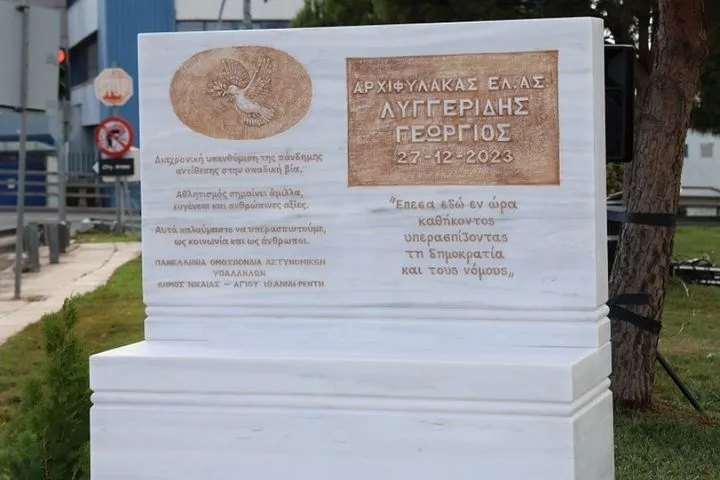 Διαχρονική υπενθύμιση της πάνδημης
αντίθεσης στην οπαδική βία.
Αθλητισμός σημαίνει άμιλλα,
ευγένεια και ανθρώπινες αξίες.
Αυτά καλούμαστε να υπερασπιστούμε,
ως κοινωνία και ως άνθρωποι.
ΠΑΝΕΛΛΗΝΙΑ ΟΜΟΣΠΟΝΔΙΑ ΑΣΤΥΝΟΜΙΚΩΝ
ΥΠΑΛΛΗΛΩΝ
ΔΗΜΟΣ ΝΙΚΑΙΑΣ – ΑΓΙΟΥ ΙΩΑΝΝΗ ΡΕΝΤΗ
ΑΡΧΙΦΥΛΑΚΑΣ ΕΛ.ΑΣ.
ΛΥΓΓΕΡΙΔΗΣ
ΓΕΩΡΓΙΟΣ
27-12-2023
"Έπεσα εδώ εν ώρα
καθήκοντος
υπερασπίζοντας
τη δημοκρατία
και τους νόμους„